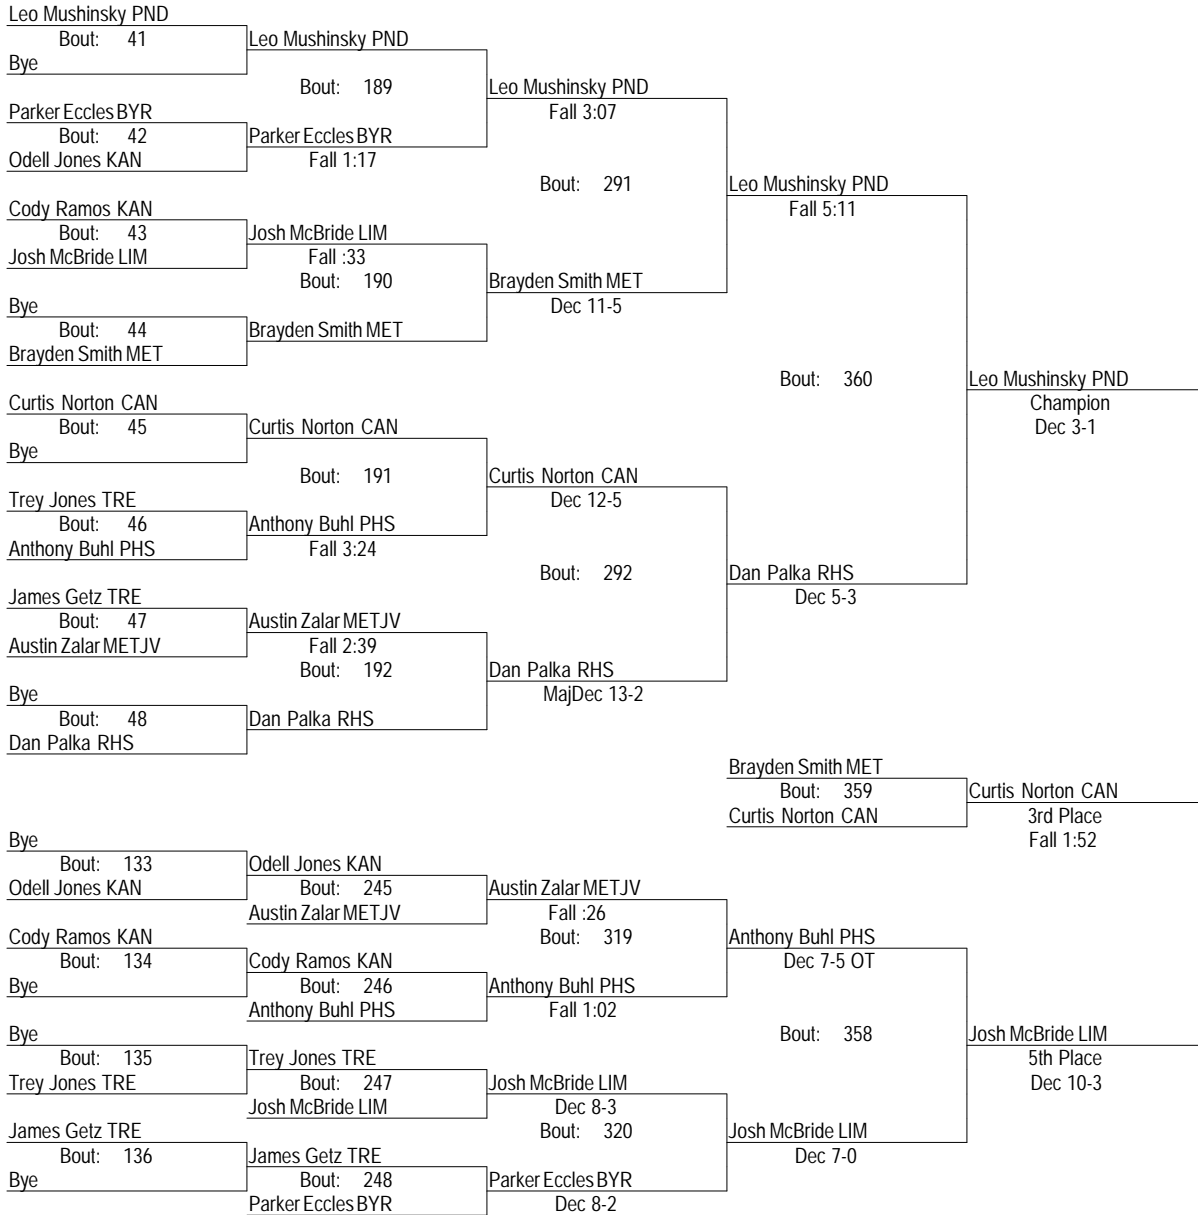 Leo Mushinsky PND
Bout: 41
Leo Mushinsky PND
Bye
Bout: 189
Leo Mushinsky PND
Parker Eccles BYR
Fall 3:07
Bout: 42
Parker Eccles BYR
Odell Jones KAN
Fall 1:17
Bout: 291
Leo Mushinsky PND
Cody Ramos KAN
Fall 5:11
Bout: 43
Josh McBride LIM
Josh McBride LIM
Fall :33
Bout: 190
Brayden Smith MET
Bye
Dec 11-5
Bout: 44
Brayden Smith MET
Brayden Smith MET
Bout: 360
Leo Mushinsky PND
Curtis Norton CAN
Champion
Bout: 45
Curtis Norton CAN
Dec 3-1
Bye
Bout: 191
Curtis Norton CAN
Trey Jones TRE
Dec 12-5
Bout: 46
Anthony Buhl PHS
Anthony Buhl PHS
Fall 3:24
Bout: 292
Dan Palka RHS
James Getz TRE
Dec 5-3
Bout: 47
Austin Zalar METJV
Austin Zalar METJV
Fall 2:39
Bout: 192
Dan Palka RHS
Bye
MajDec 13-2
Bout: 48
Dan Palka RHS
Dan Palka RHS
Brayden Smith MET
Bout: 359
Curtis Norton CAN
Curtis Norton CAN
3rd Place
Fall 1:52
Bye
Bout: 133
Odell Jones KAN
Odell Jones KAN
Bout: 245
Austin Zalar METJV
Austin Zalar METJV
Fall :26
Cody Ramos KAN
Bout: 319
Anthony Buhl PHS
Bout: 134
Cody Ramos KAN
Dec 7-5 OT
Bye
Bout: 246
Anthony Buhl PHS
Anthony Buhl PHS
Fall 1:02
Bye
Bout: 358
Josh McBride LIM
Bout: 135
Trey Jones TRE
5th Place
Trey Jones TRE
Bout: 247
Josh McBride LIM
Dec 10-3
Josh McBride LIM
Dec 8-3
James Getz TRE
Bout: 320
Josh McBride LIM
Bout: 136
James Getz TRE
Dec 7-0
Bye
Bout: 248
Parker Eccles BYR
Parker Eccles BYR
Dec 8-2